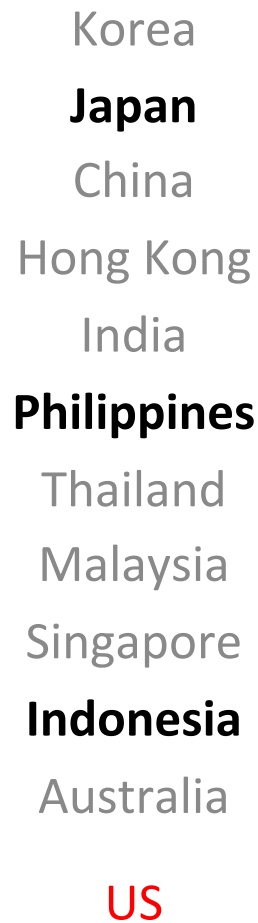 Korea
Japan
China
Hong Kong
India
Philippines
Thailand
Malaysia
Singapore
Indonesia
Australia
US